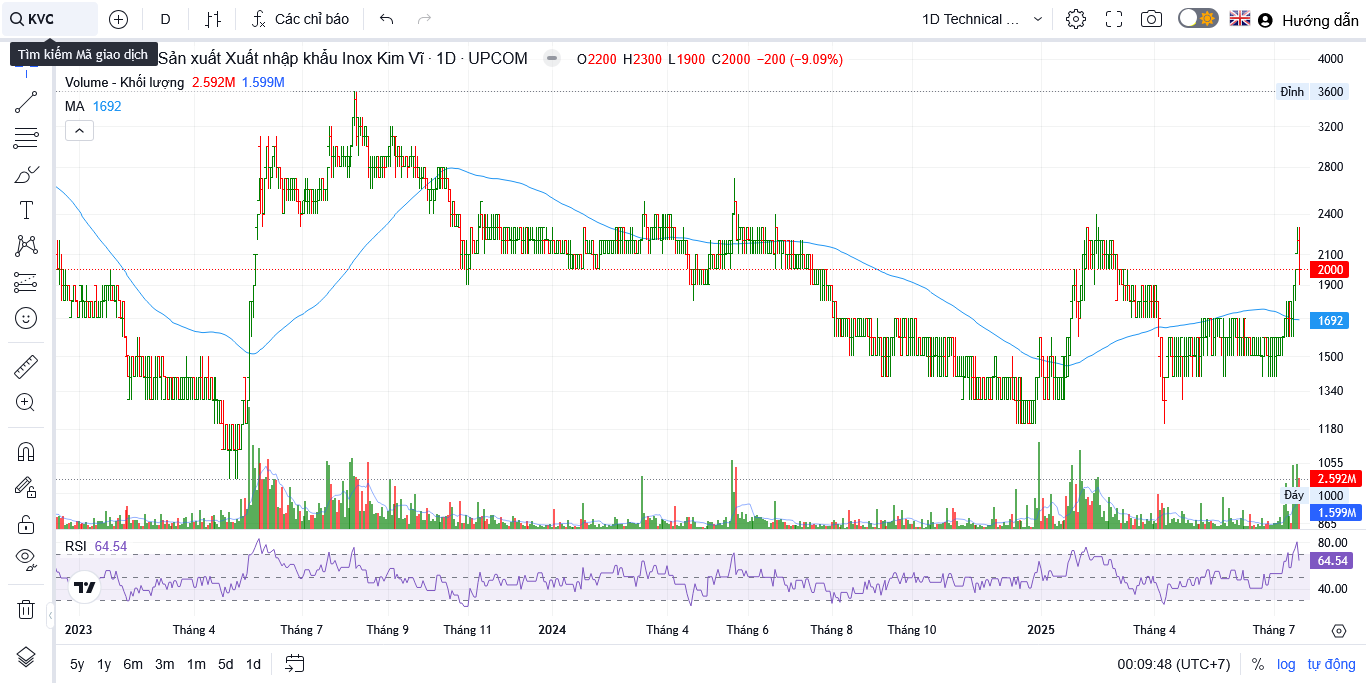 KVC D Các chỉ báo 1D Technical ... Hướng dẫn
Tìm kiếm Mã giao dịch
Sản xuất Xuất nhập khẩu Inox Kim Vĩ · 1D · UPCOM O2200 H2300 L1900 C2000 −200 (−9.09%)
Volume - Khối lượng 2.592M 1.599M
MA 1692
4000
Đỉnh 3600
3200
2800
2400
2100
2000
1900
1692
1500
1340
1180
1055
2.592M
Đáy 1000
1.599M
865
RSI 64.54
80.00
64.54
40.00
2023 Tháng 4 Tháng 7 Tháng 9 Tháng 11 2024 Tháng 4 Tháng 6 Tháng 8 Tháng 10 2025 Tháng 4 Tháng 7
5y 1y 6m 3m 1m 5d 1d 00:09:48 (UTC+7) % log tự động